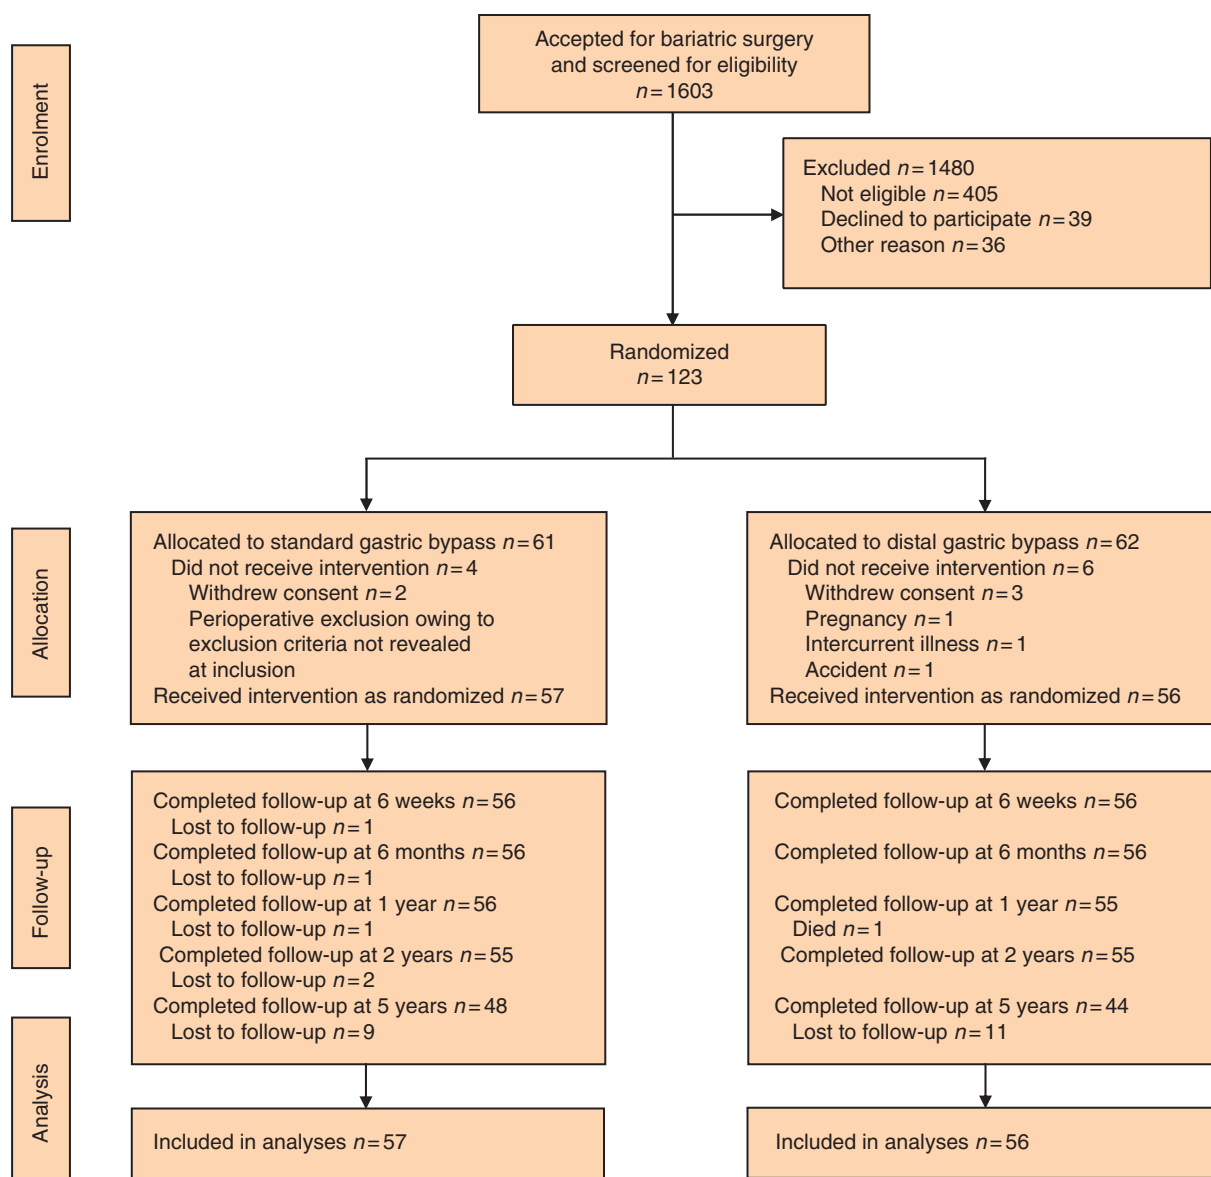 Enrolment
Accepted for bariatric surgery
and screened for eligibility
n=1603
Excluded n=1480
Not eligible n=405
Declined to participate n=39
Other reason n=36
Randomized
n=123
Allocation
Allocated to standard gastric bypass n=61
Did not receive intervention n=4
Withdrew consent n=2
Perioperative exclusion owing to
exclusion criteria not revealed
at inclusion
Received intervention as randomized n=57
Allocated to distal gastric bypass n=62
Did not receive intervention n=6
Withdrew consent n=3
Pregnancy n=1
Intercurrent illness n=1
Accident n=1
Received intervention as randomized n=56
Follow-up
Completed follow-up at 6 weeks n=56
Lost to follow-up n=1
Completed follow-up at 6 months n=56
Lost to follow-up n=1
Completed follow-up at 1 year n=56
Lost to follow-up n=1
Completed follow-up at 2 years n=55
Lost to follow-up n=2
Completed follow-up at 5 years n=48
Lost to follow-up n=9
Completed follow-up at 6 weeks n=56
Completed follow-up at 6 months n=56
Completed follow-up at 1 year n=55
Died n=1
Completed follow-up at 2 years n=55
Completed follow-up at 5 years n=44
Lost to follow-up n=11
Analysis
Included in analyses n=57
Included in analyses n=56